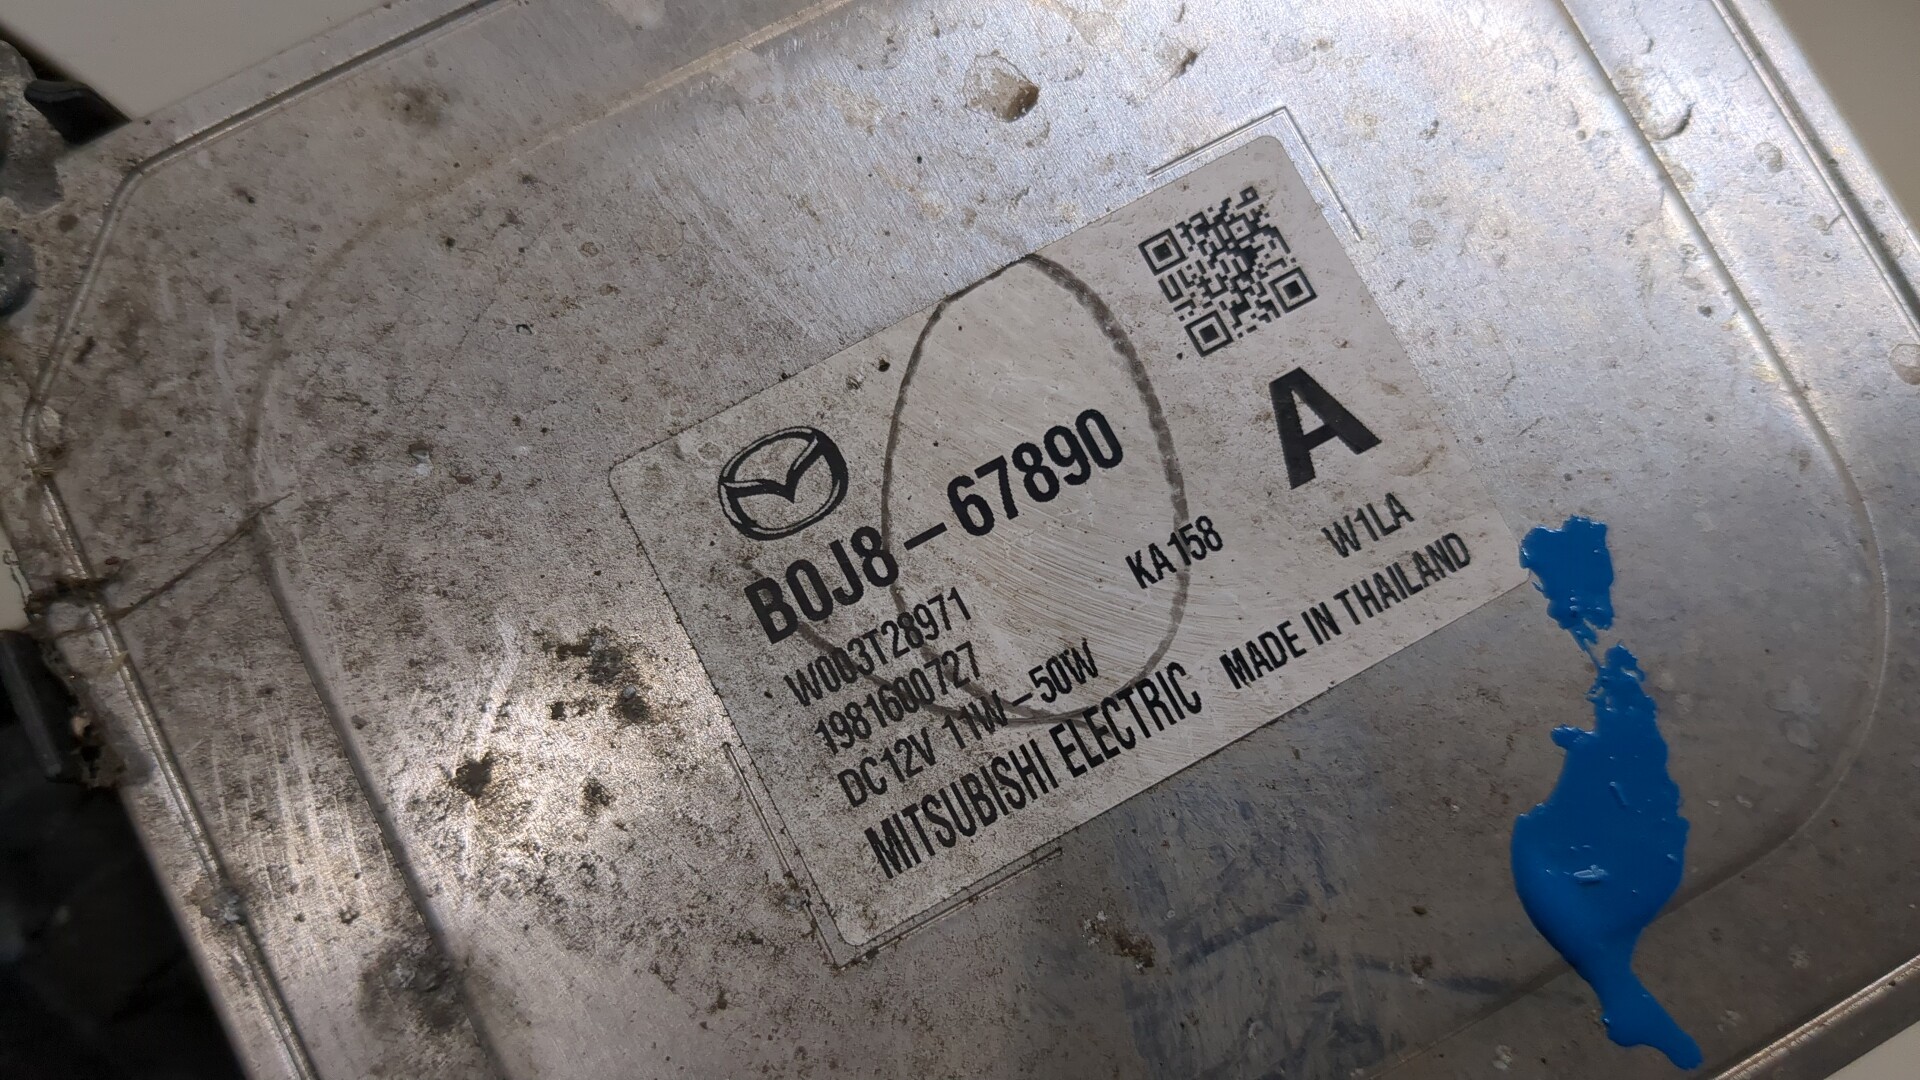 A
B0J8-67890
W003T28971 KA158 W1LA
1981600727
DC12V 11W-50W
MITSUBISHI ELECTRIC MADE IN THAILAND